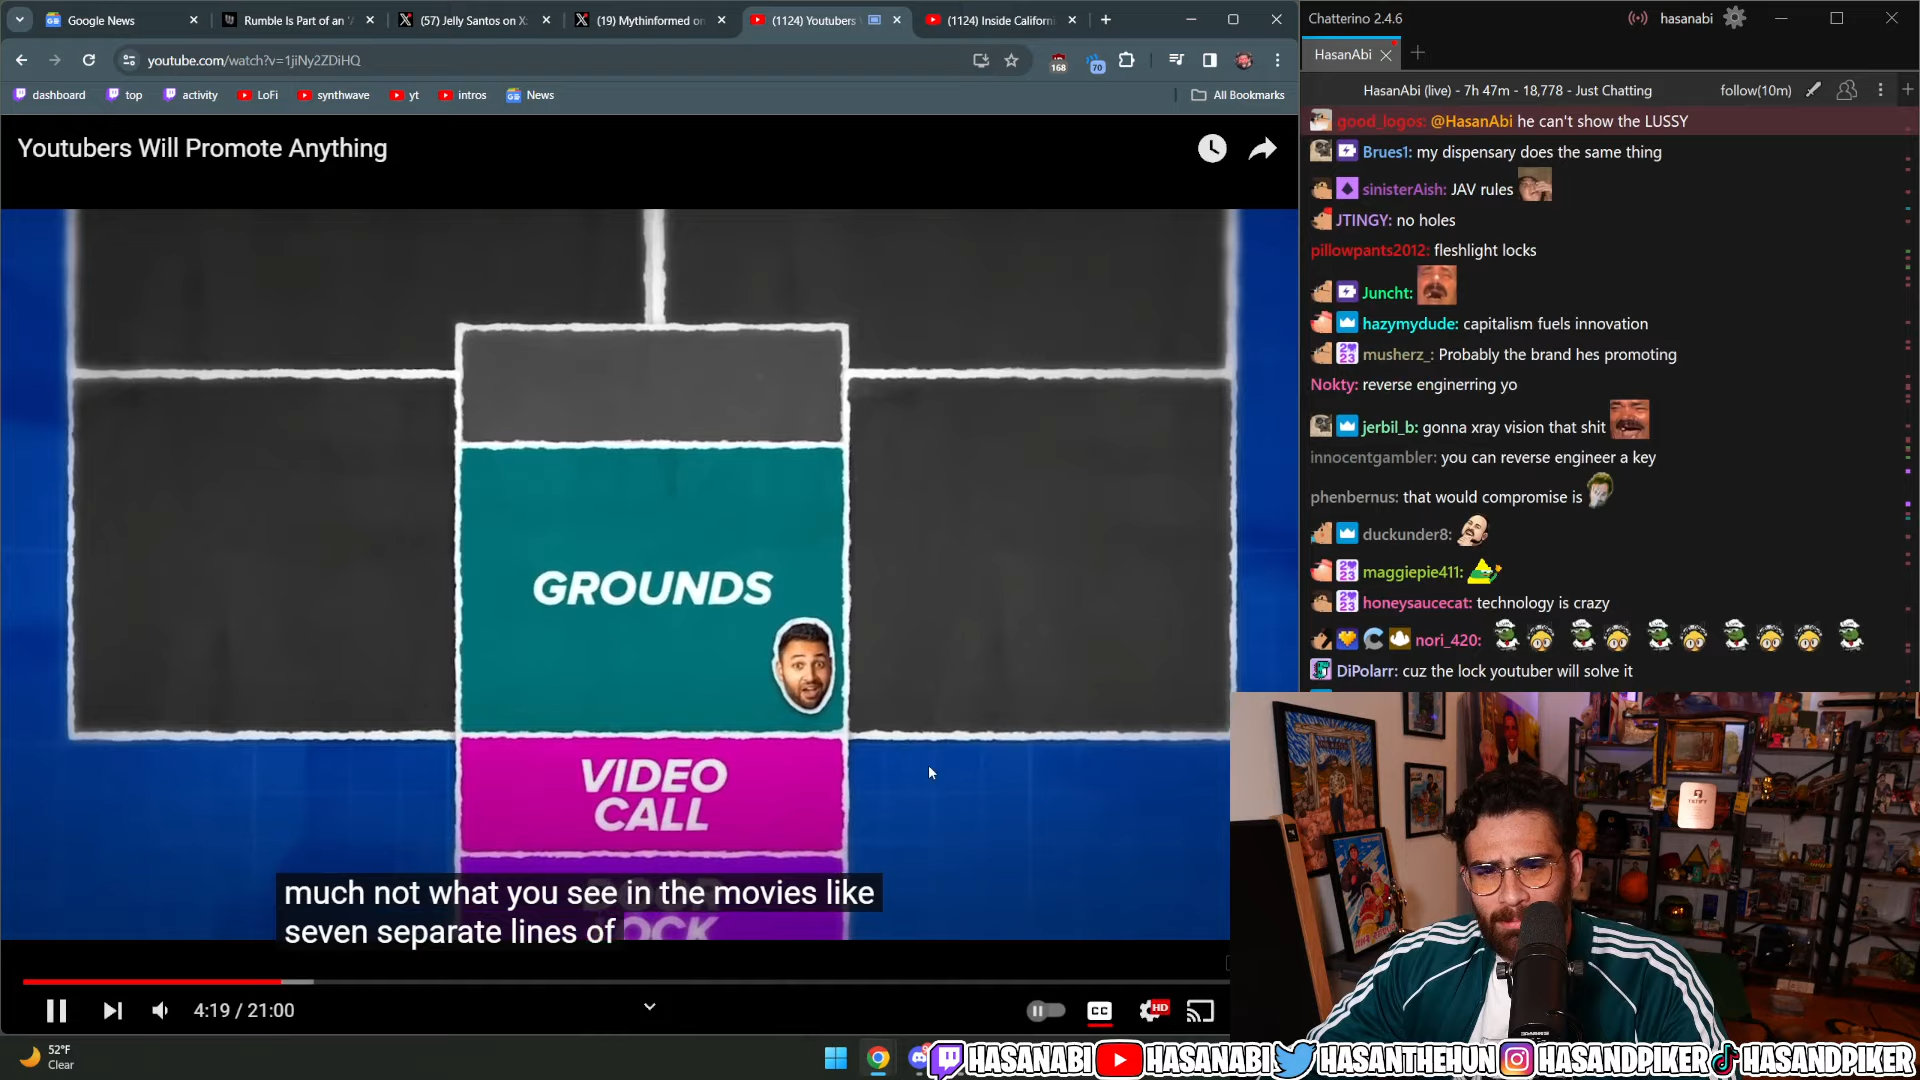 Google News
Rumble Is Part of an '
(57) Jelly Santos on X:
(19) Mythinformed on
(1124) Youtubers
(1124) Inside Californi
youtube.com/watch?v=1jiNy2ZDiHQ
168
70
dashboard
top
activity
LoFi
synthwave
yt
intros
News
All Bookmarks
Youtubers Will Promote Anything
GROUNDS
VIDEO
CALL
much not what you see in the movies like
seven separate lines of
OCK
4:19 / 21:00
CC
HD
52°F
Clear
Chatterino 2.4.6
hasanabi
HasanAbi
HasanAbi (live) - 7h 47m - 18,778 - Just Chatting
follow(10m)
good_logos: @HasanAbi he can't show the LUSSY
Brues1: my dispensary does the same thing
sinisterAish: JAV rules
JTINGY: no holes
pillowpants2012: fleshlight locks
Juncht:
hazymydude: capitalism fuels innovation
musherz_: Probably the brand hes promoting
Nokty: reverse enginerring yo
jerbil_b: gonna xray vision that shit
innocentgambler: you can reverse engineer a key
phenbernus: that would compromise is
duckunder8:
maggiepie411:
honeysaucecat: technology is crazy
nori_420:
DiPolarr: cuz the lock youtuber will solve it
HASANABI
HASANABI
HASANTHEHUN
HASANDPIKER
HASANDPIKER